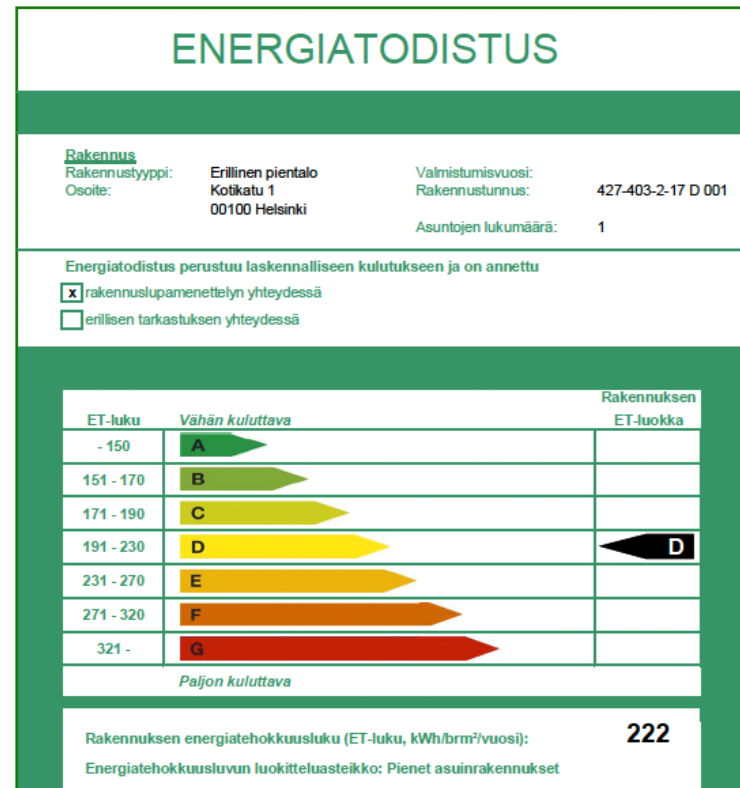 ENERGIATODISTUS
Rakennus
Rakennustyyppi: Erillinen pientalo Valmistumisvuosi:
Osoite: Kotikatu 1 Rakennustunnus: 427-403-2-17 D 001
00100 Helsinki
Asuntojen lukumäärä: 1
Energiatodistus perustuu laskennalliseen kulutukseen ja on annettu
x rakennuslupamenettelyn yhteydessä
erillisen tarkastuksen yhteydessä
Rakennuksen
ET-luku Vähän kuluttava ET-luokka
- 150 A
151 - 170 B
171 - 190 C
191 - 230 D D
231 - 270 E
271 - 320 F
321 - G
Paljon kuluttava
Rakennuksen energiatehokkuusluku (ET-luku, kWh/brm²/vuosi): 222
Energiatehokkuusluvun luokitteluasteikko: Pienet asuinrakennukset